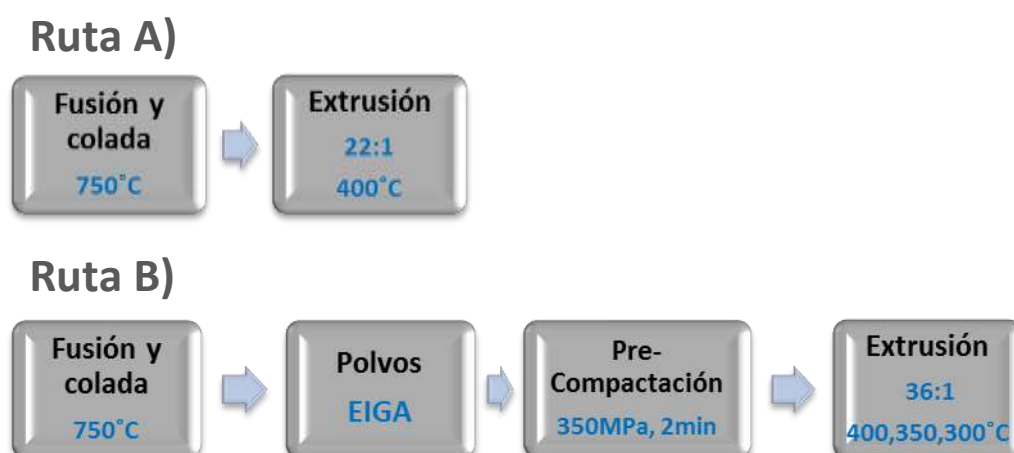 Ruta A)
Fusión y
colada
750˚C
Extrusión
22:1
400˚C
Ruta B)
Fusión y
colada
750˚C
Polvos
EIGA
Pre-
Compactación
350MPa, 2min
Extrusión
36:1
400,350,300˚C